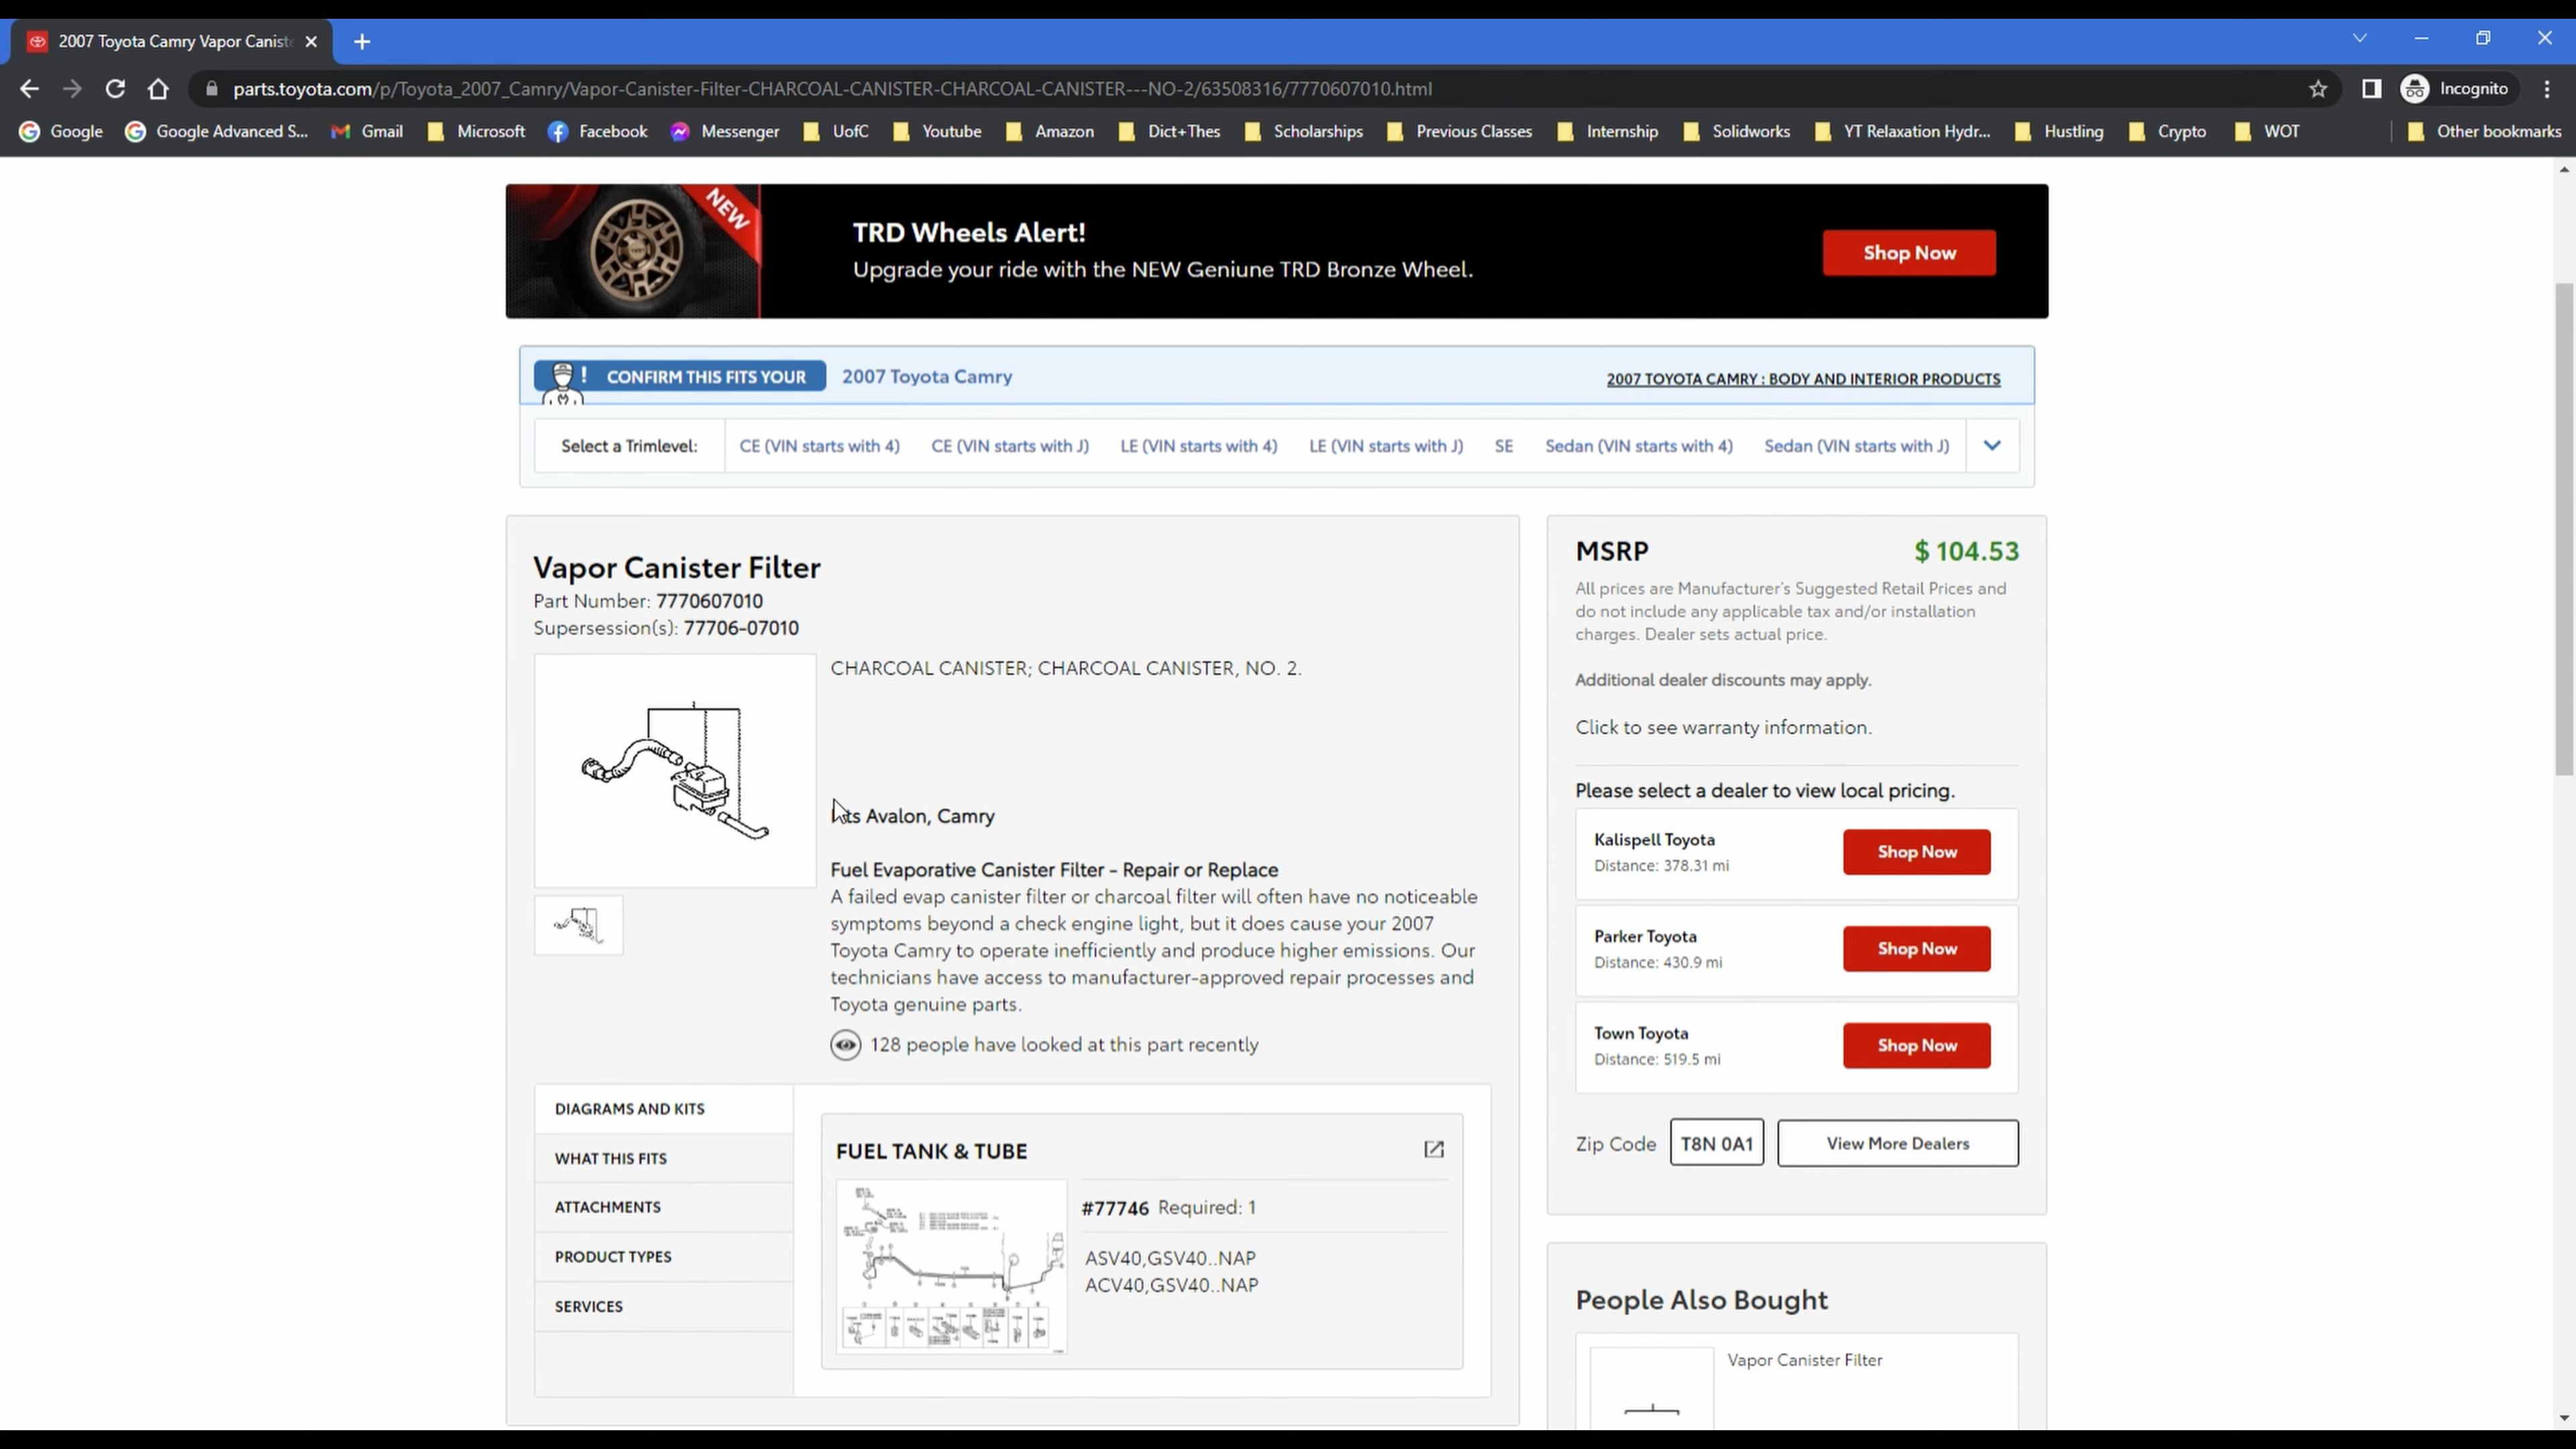 2007 Toyota Camry Vapor Caniste
parts.toyota.com/p/Toyota_2007_Camry/Vapor-Canister-Filter-CHARCOAL-CANISTER-CHARCOAL-CANISTER---NO-2/63508316/7770607010.html
Incognito
Google
Google Advanced S...
Gmail
Microsoft
Facebook
Messenger
UofC
Youtube
Amazon
Dict+Thes
Scholarships
Previous Classes
Internship
Solidworks
YT Relaxation Hydr...
Hustling
Crypto
WOT
Other bookmarks
NEW
TRD Wheels Alert!
Upgrade your ride with the NEW Geniune TRD Bronze Wheel.
Shop Now
! CONFIRM THIS FITS YOUR
2007 Toyota Camry
2007 TOYOTA CAMRY : BODY AND INTERIOR PRODUCTS
Select a Trimlevel:
CE (VIN starts with 4)
CE (VIN starts with J)
LE (VIN starts with 4)
LE (VIN starts with J)
SE
Sedan (VIN starts with 4)
Sedan (VIN starts with J)
Vapor Canister Filter
Part Number: 7770607010
Supersession(s): 77706-07010
CHARCOAL CANISTER; CHARCOAL CANISTER, NO. 2.
Avalon, Camry
Fuel Evaporative Canister Filter - Repair or Replace
A failed evap canister filter or charcoal filter will often have no noticeable
symptoms beyond a check engine light, but it does cause your 2007
Toyota Camry to operate inefficiently and produce higher emissions. Our
technicians have access to manufacturer-approved repair processes and
Toyota genuine parts.
128 people have looked at this part recently
DIAGRAMS AND KITS
WHAT THIS FITS
ATTACHMENTS
PRODUCT TYPES
SERVICES
FUEL TANK & TUBE
#77746 Required: 1
ASV40,GSV40..NAP
ACV40,GSV40..NAP
MSRP
$ 104.53
All prices are Manufacturer's Suggested Retail Prices and
do not include any applicable tax and/or installation
charges. Dealer sets actual price.
Additional dealer discounts may apply.
Click to see warranty information.
Please select a dealer to view local pricing.
Kalispell Toyota
Distance: 378.31 mi
Shop Now
Parker Toyota
Distance: 430.9 mi
Shop Now
Town Toyota
Distance: 519.5 mi
Shop Now
Zip Code
T8N 0A1
View More Dealers
People Also Bought
Vapor Canister Filter